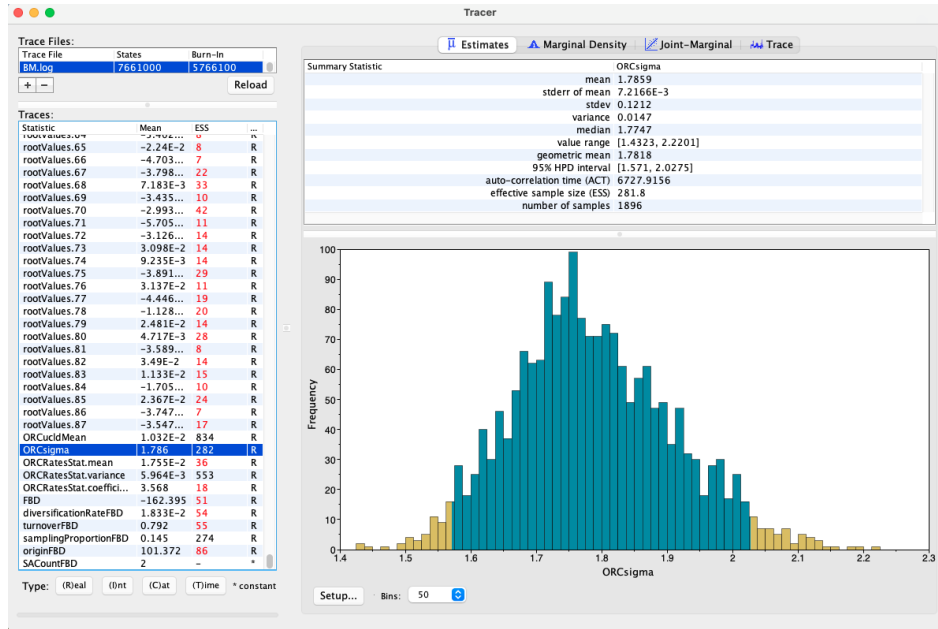 Tracer
Trace Files:
Trace File States Burn-In
BM.log 7661000 5766100
+ − Reload
Traces:
Statistic Mean ESS ...
rootValues.64 -3.402... 6 R
rootValues.65 -2.24E-2 8 R
rootValues.66 -4.703... 7 R
rootValues.67 -3.798... 22 R
rootValues.68 7.183E-3 33 R
rootValues.69 -3.435... 10 R
rootValues.70 -2.993... 42 R
rootValues.71 -5.705... 11 R
rootValues.72 -3.126... 14 R
rootValues.73 3.098E-2 14 R
rootValues.74 9.235E-3 14 R
rootValues.75 -3.891... 29 R
rootValues.76 3.137E-2 11 R
rootValues.77 -4.446... 19 R
rootValues.78 -1.128... 20 R
rootValues.79 2.481E-2 14 R
rootValues.80 4.717E-3 28 R
rootValues.81 -3.589... 8 R
rootValues.82 3.49E-2 14 R
rootValues.83 1.133E-2 15 R
rootValues.84 -1.705... 10 R
rootValues.85 2.367E-2 24 R
rootValues.86 -3.747... 7 R
rootValues.87 -3.547... 17 R
ORCucldMean 1.032E-2 834 R
ORCsigma 1.786 282 R
ORCRatesStat.mean 1.755E-2 36 R
ORCRatesStat.variance 5.964E-3 553 R
ORCRatesStat.coeffici... 3.568 18 R
FBD -162.395 51 R
diversificationRateFBD 1.833E-2 54 R
turnoverFBD 0.792 55 R
samplingProportionFBD 0.145 274 R
originFBD 101.372 86 R
SACountFBD 2 - *
Type: (R)eal (I)nt (C)at (T)ime * constant
Estimates Marginal Density Joint-Marginal Trace
Summary Statistic ORCsigma
mean 1.7859
stderr of mean 7.2166E-3
stdev 0.1212
variance 0.0147
median 1.7747
value range [1.4323, 2.2201]
geometric mean 1.7818
95% HPD interval [1.571, 2.0275]
auto-correlation time (ACT) 6727.9156
effective sample size (ESS) 281.8
number of samples 1896
100
90
80
70
60
50
40
30
20
10
0
Frequency
1.4 1.5 1.6 1.7 1.8 1.9 2 2.1 2.2 2.3
ORCsigma
Setup... Bins: 50